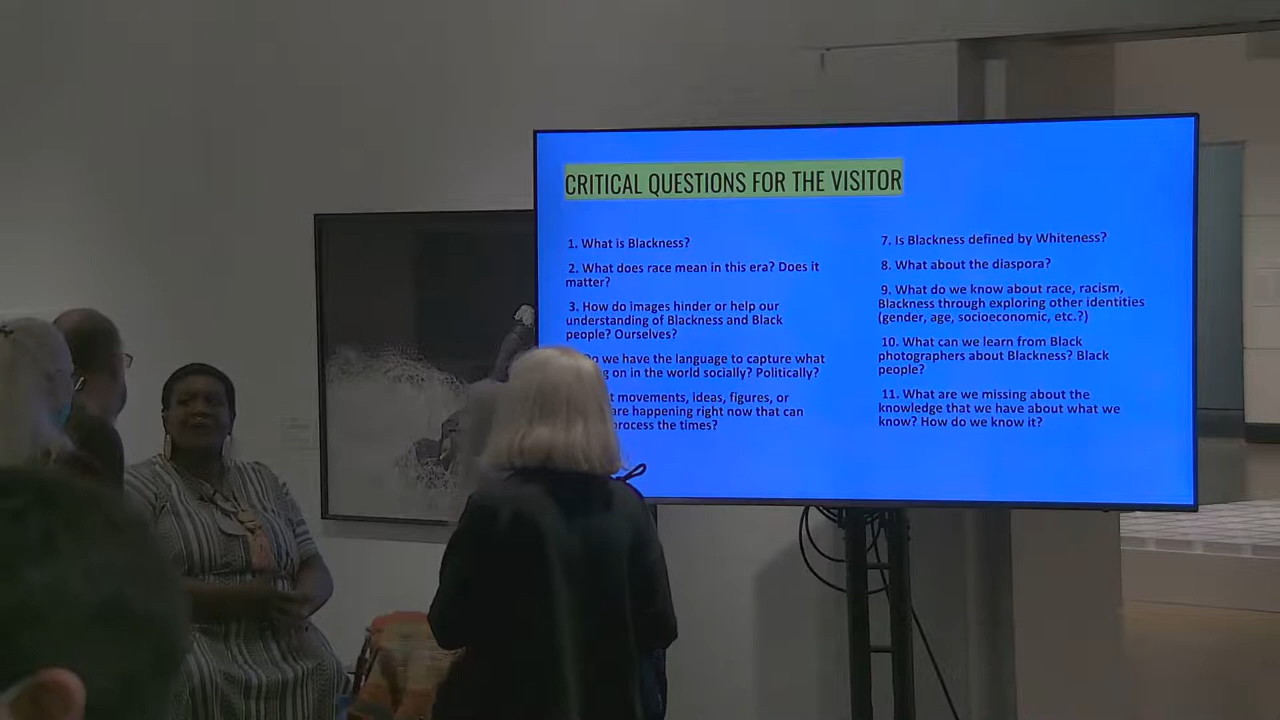 CRITICAL QUESTIONS FOR THE VISITOR
1. What is Blackness?
2. What does race mean in this era? Does it
matter?
3. How do images hinder or help our
understanding of Blackness and Black
people? Ourselves?
we have the language to capture what
on in the world socially? Politically?
movements, ideas, figures, or
are happening right now that can
process the times?
7. Is Blackness defined by Whiteness?
8. What about the diaspora?
9. What do we know about race, racism,
Blackness through exploring other identities
(gender, age, socioeconomic, etc.?)
10. What can we learn from Black
photographers about Blackness? Black
people?
11. What are we missing about the
knowledge that we have about what we
know? How do we know it?